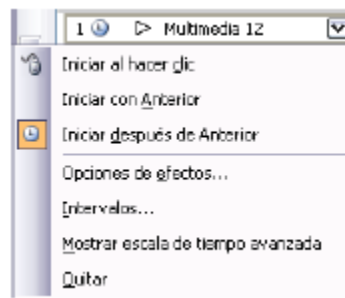 1 Multimedia 12
Iniciar al hacer clic
Iniciar con Anterior
Iniciar después de Anterior
Opciones de efectos...
Intervalos...
Mostrar escala de tiempo avanzada
Quitar